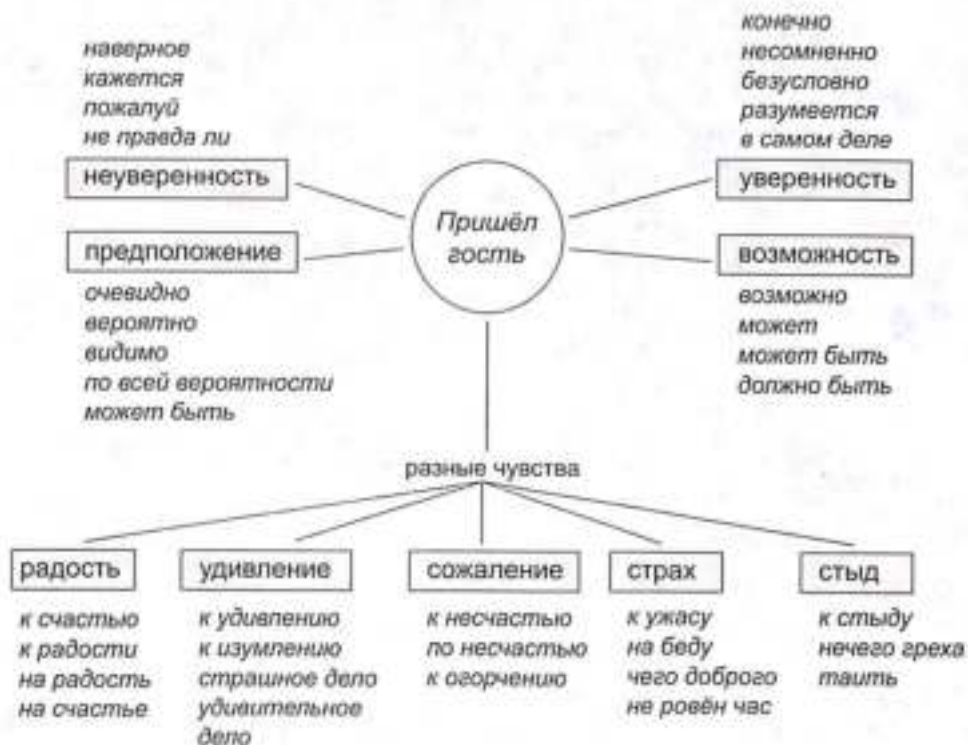 наверное
кажется
пожалуй
не правда ли
неуверенность
конечно
несомненно
безусловно
разумеется
в самом деле
уверенность
Пришёл
гость
предположение
очевидно
вероятно
видимо
по всей вероятности
может быть
возможность
возможно
может
может быть
должно быть
разные чувства
радость
к счастью
к радости
на радость
на счастье
удивление
к удивлению
к изумлению
страшное дело
удивительное
дело
сожаление
к несчастью
по несчастью
к огорчению
страх
к ужасу
на беду
чего доброго
не ровён час
стыд
к стыду
нечего греха
таить